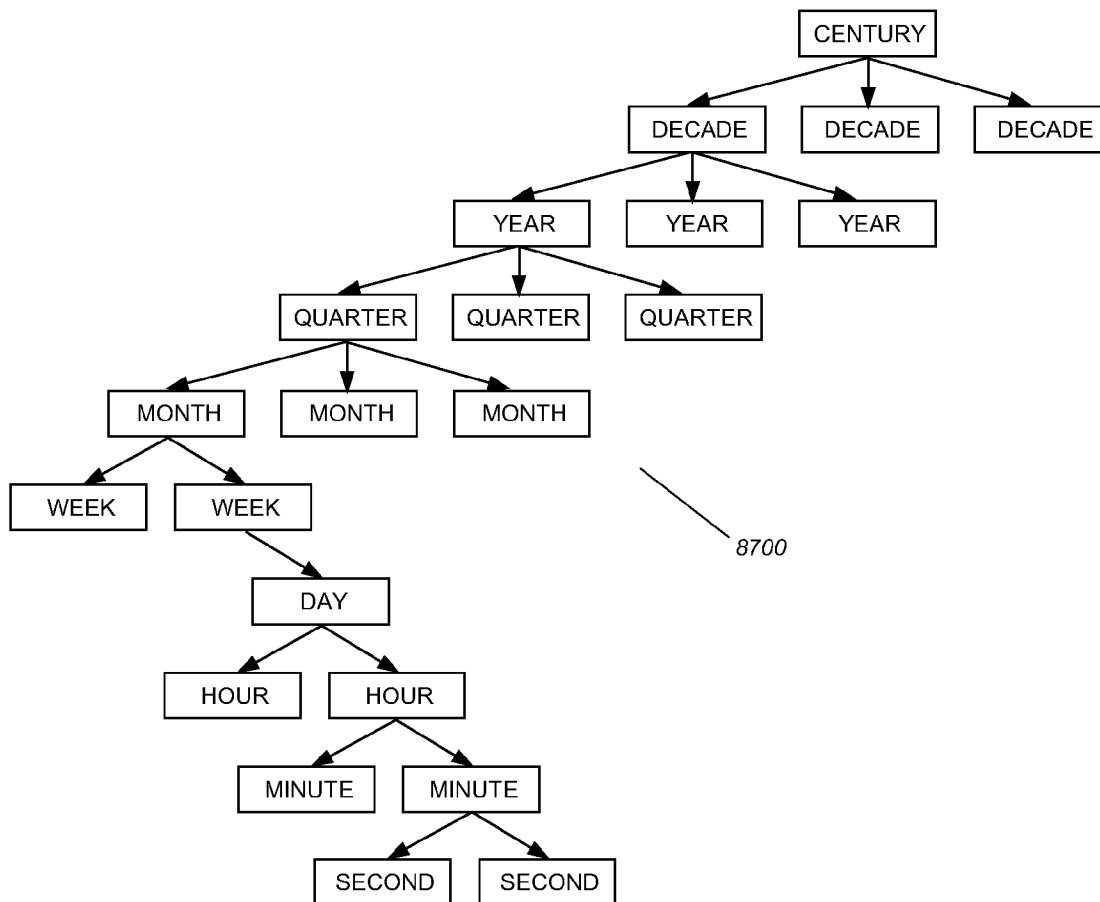 CENTURY
DECADE DECADE DECADE
YEAR YEAR YEAR
QUARTER QUARTER QUARTER
MONTH MONTH MONTH
WEEK WEEK
8700
DAY
HOUR HOUR
MINUTE MINUTE
SECOND SECOND